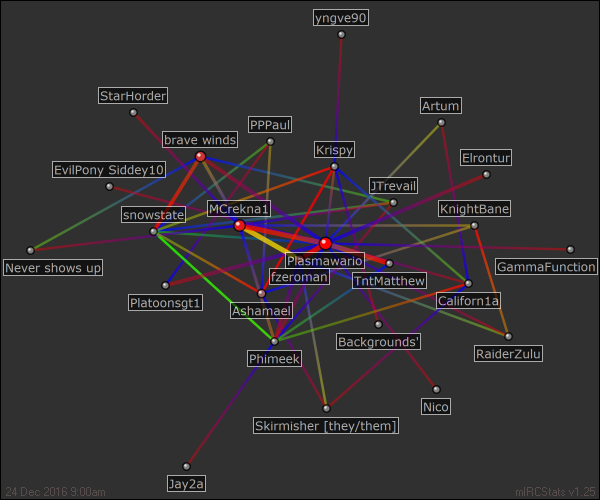 yngve90
StarHorder
Artum
PPPaul
brave winds
Krispy
Elrontur
EvilPony Siddey10
JTrevail
MCrekna1
KnightBane
snowstate
Plasmawario
Never shows up
GammaFunction
fzeroman
TntMatthew
Platoonsgt1
Californ1a
Ashamael
Backgrounds'
RaiderZulu
Phimeek
Nico
Skirmisher [they/them]
Jay2a
24 Dec 2016 9:00am
mIRCStats v1.25